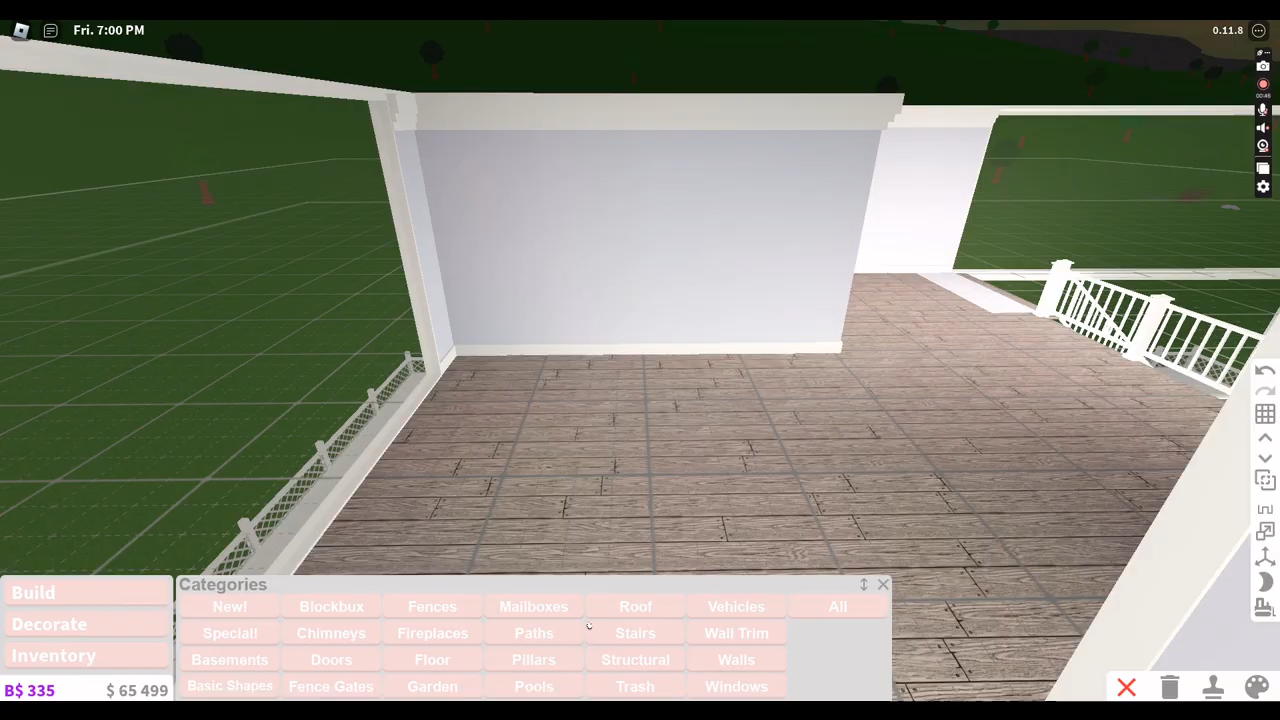 Fri. 7:00 PM
0.11.8
00:46
Categories
Build
Decorate
Inventory
B$ 335
$ 65 499
New! Blockbux Fences Mailboxes Roof Vehicles All
Special! Chimneys Fireplaces Paths Stairs Wall Trim
Basements Doors Floor Pillars Structural Walls
Basic Shapes Fence Gates Garden Pools Trash Windows